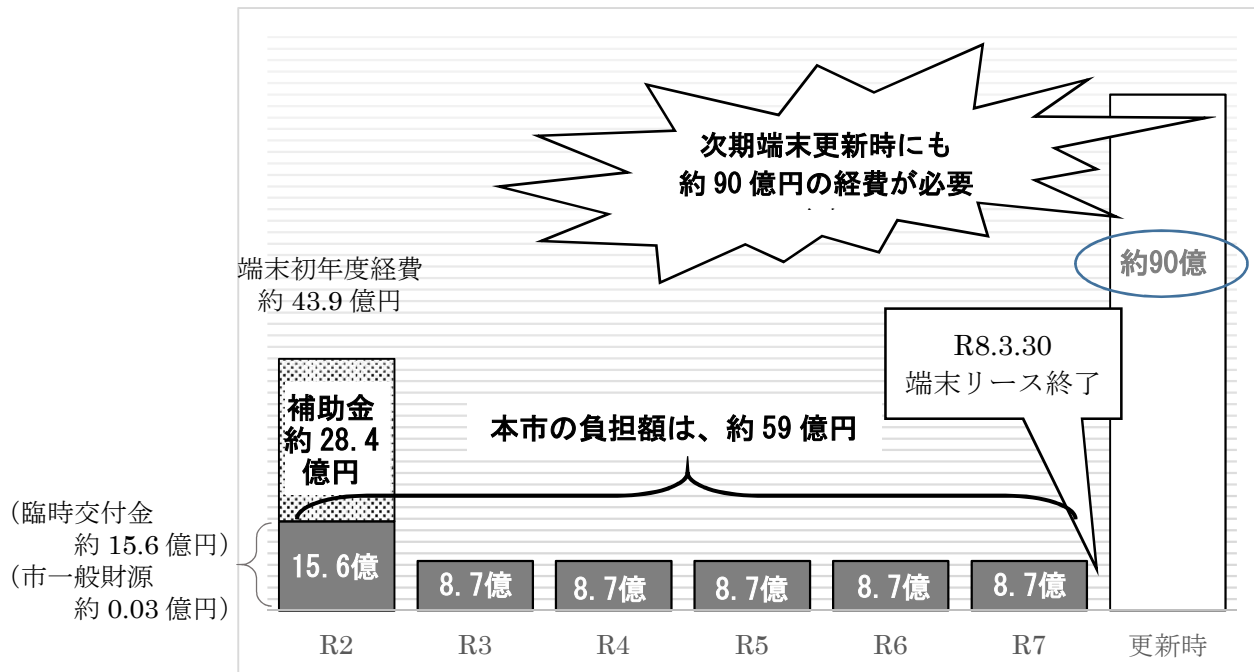 次期端末更新時にも
約 90 億円の経費が必要
約90億
端末初年度経費
約 43.9 億円
R8.3.30
端末リース終了
補助金
約 28.4
億円
本市の負担額は、約 59 億円
(臨時交付金
約 15.6 億円)
(市一般財源
約 0.03 億円)
15.6億
8.7億
8.7億
8.7億
8.7億
8.7億
R2
R3
R4
R5
R6
R7
更新時